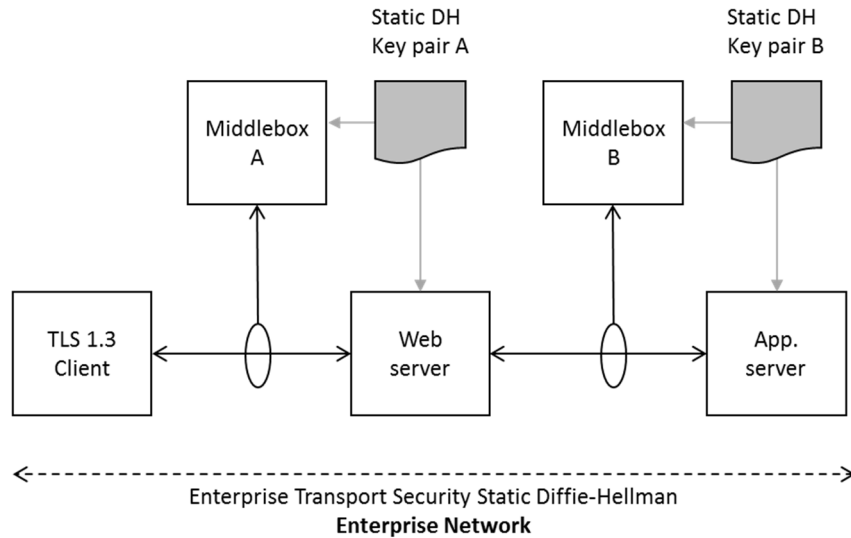 Static DH
Key pair A
Static DH
Key pair B
Middlebox
A
Middlebox
B
TLS 1.3
Client
Web
server
App.
server
Enterprise Transport Security Static Diffie-Hellman
Enterprise Network